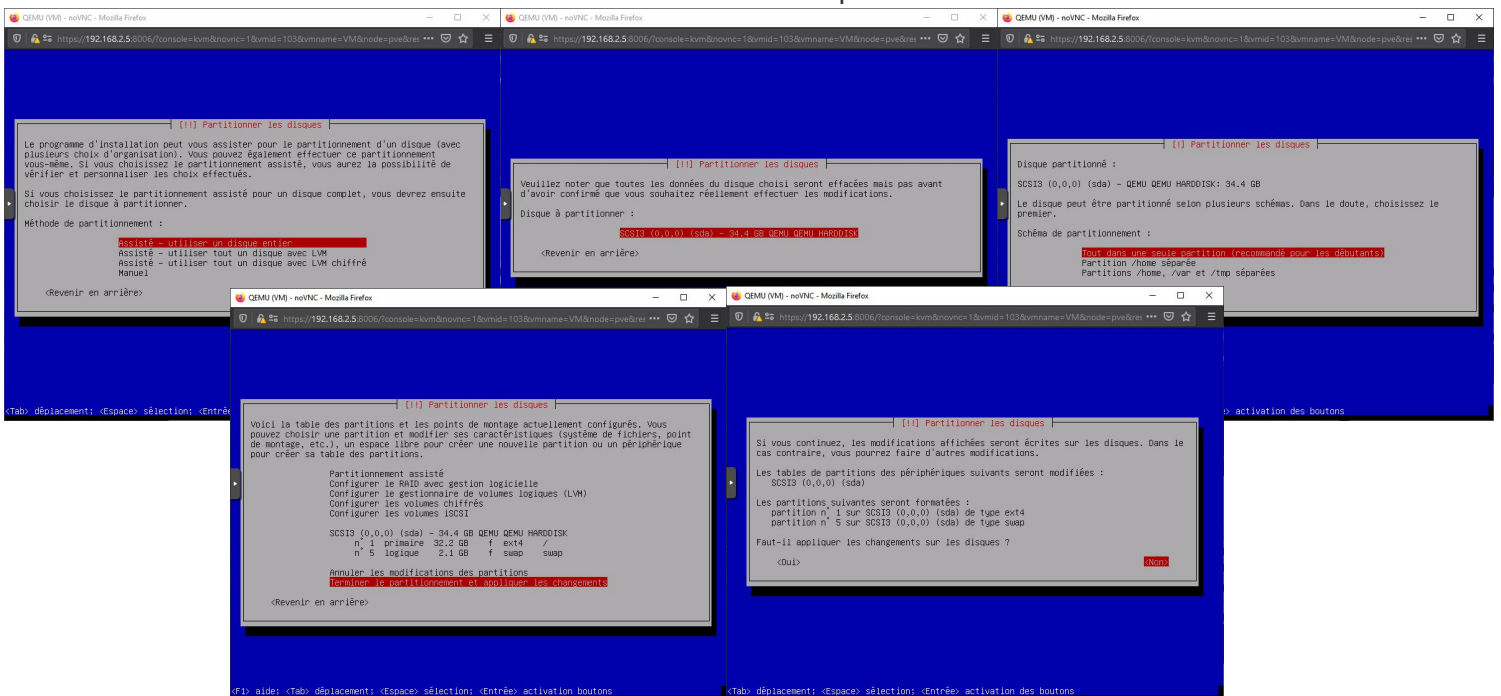 QEMU (VM) - noVNC - Mozilla Firefox
https://192.168.2.5:8006/?console=kvm&novnc=1&vmid=103&vmname=VM&node=pve&res
[!!] Partitionner les disques
Le programme d'installation peut vous assister pour le partitionnement d'un disque (avec
plusieurs choix d'organisation). Vous pouvez également effectuer ce partitionnement
vous-même. Si vous choisissez le partitionnement assisté, vous aurez la possibilité de
vérifier et personnaliser les choix effectués.
Si vous choisissez le partitionnement assisté pour un disque complet, vous devrez ensuite
choisir le disque à partitionner.
Méthode de partitionnement :
Assisté - utiliser un disque entier
Assisté - utiliser tout un disque avec LVM
Assisté - utiliser tout un disque avec LVM chiffré
Manuel
<Revenir en arrière>
<Tab> déplacement; <Espace> sélection; <Entrée
QEMU (VM) - noVNC - Mozilla Firefox
https://192.168.2.5:8006/?console=kvm&novnc=1&vmid=103&vmname=VM&node=pve&res
[!!] Partitionner les disques
Veuillez noter que toutes les données du disque choisi seront effacées mais pas avant
d'avoir confirmé que vous souhaitez réellement effectuer les modifications.
Disque à partitionner :
SCSI3 (0,0,0) (sda) - 34.4 GB QEMU QEMU HARDDISK
<Revenir en arrière>
QEMU (VM) - noVNC - Mozilla Firefox
https://192.168.2.5:8006/?console=kvm&novnc=1&vmid=103&vmname=VM&node=pve&res
[!] Partitionner les disques
Disque partitionné :
SCSI3 (0,0,0) (sda) - QEMU QEMU HARDDISK: 34.4 GB
Le disque peut être partitionné selon plusieurs schémas. Dans le doute, choisissez le
premier.
Schéma de partitionnement :
Tout dans une seule partition (recommandé pour les débutants)
Partition /home séparée
Partitions /home, /var et /tmp séparées
> activation des boutons
QEMU (VM) - noVNC - Mozilla Firefox
https://192.168.2.5:8006/?console=kvm&novnc=1&vmid=103&vmname=VM&node=pve&res
[!!] Partitionner les disques
Voici la table des partitions et les points de montage actuellement configurés. Vous
pouvez choisir une partition et modifier ses caractéristiques (système de fichiers, point
de montage, etc.), un espace libre pour créer une nouvelle partition ou un périphérique
pour créer sa table des partitions.
Partitionnement assisté
Configurer le RAID avec gestion logicielle
Configurer le gestionnaire de volumes logiques (LVM)
Configurer les volumes chiffrés
Configurer les volumes iSCSI
SCSI3 (0,0,0) (sda) - 34.4 GB QEMU QEMU HARDDISK
n° 1 primaire 32.2 GB f ext4 /
n° 5 logique 2.1 GB f swap swap
Annuler les modifications des partitions
Terminer le partitionnement et appliquer les changements
<Revenir en arrière>
<F1> aide; <Tab> déplacement; <Espace> sélection; <Entrée> activation boutons
QEMU (VM) - noVNC - Mozilla Firefox
https://192.168.2.5:8006/?console=kvm&novnc=1&vmid=103&vmname=VM&node=pve&res
[!!] Partitionner les disques
Si vous continuez, les modifications affichées seront écrites sur les disques. Dans le
cas contraire, vous pourrez faire d'autres modifications.
Les tables de partitions des périphériques suivants seront modifiées :
SCSI3 (0,0,0) (sda)
Les partitions suivantes seront formatées :
partition n° 1 sur SCSI3 (0,0,0) (sda) de type ext4
partition n° 5 sur SCSI3 (0,0,0) (sda) de type swap
Faut-il appliquer les changements sur les disques ?
<Oui> <Non>
<Tab> déplacement; <Espace> sélection; <Entrée> activation des boutons